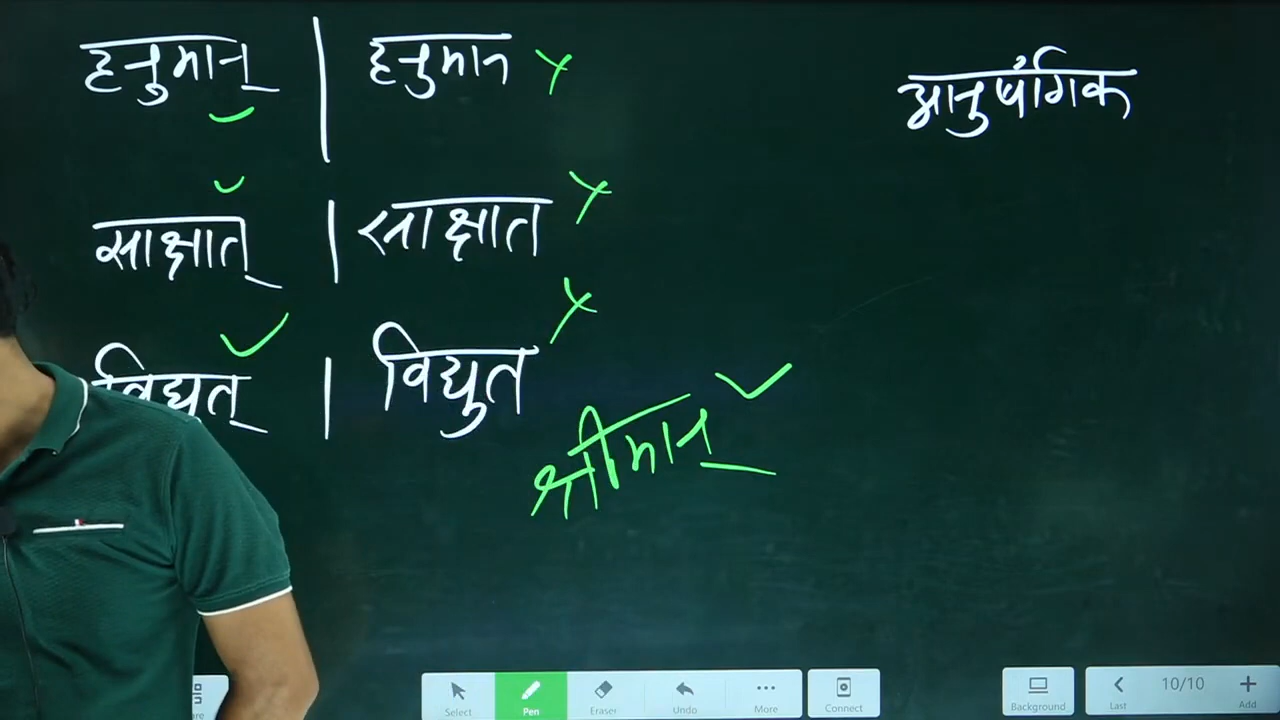 हनुमान् | हनुमान
आनुषंगिक
साक्षात् | साक्षात
विद्युत् | विद्युत
श्रीमान्
Select Pen Eraser Undo More Connect Background Last 10/10 Add